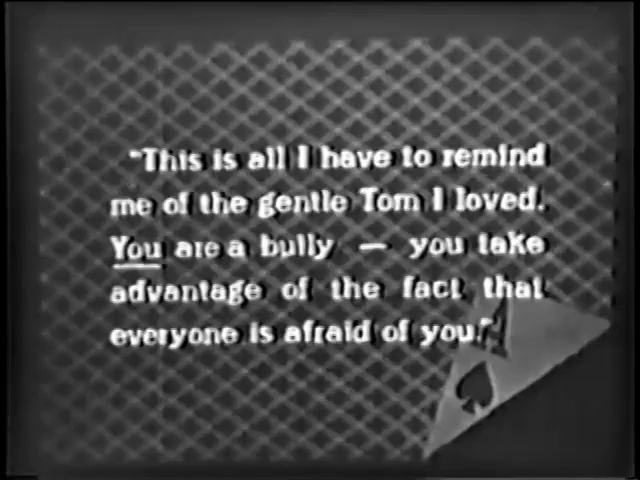 "This is all I have to remind
me of the gentle Tom I loved.
You are a bully — you take
advantage of the fact that
everyone is afraid of you."
A